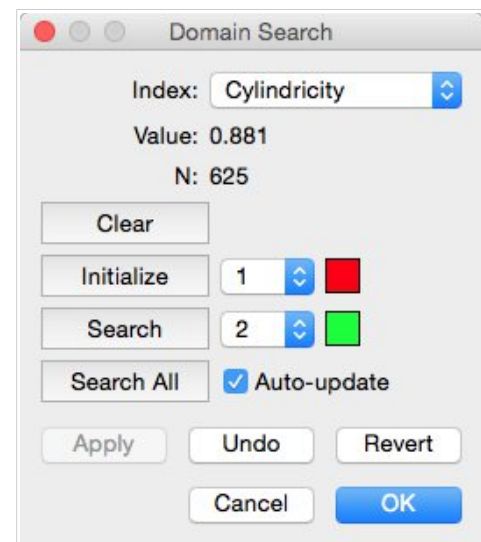 Domain Search
Index: Cylindricity
Value: 0.881
N: 625
Clear
Initialize 1
Search 2
Search All Auto-update
Apply Undo Revert
Cancel OK